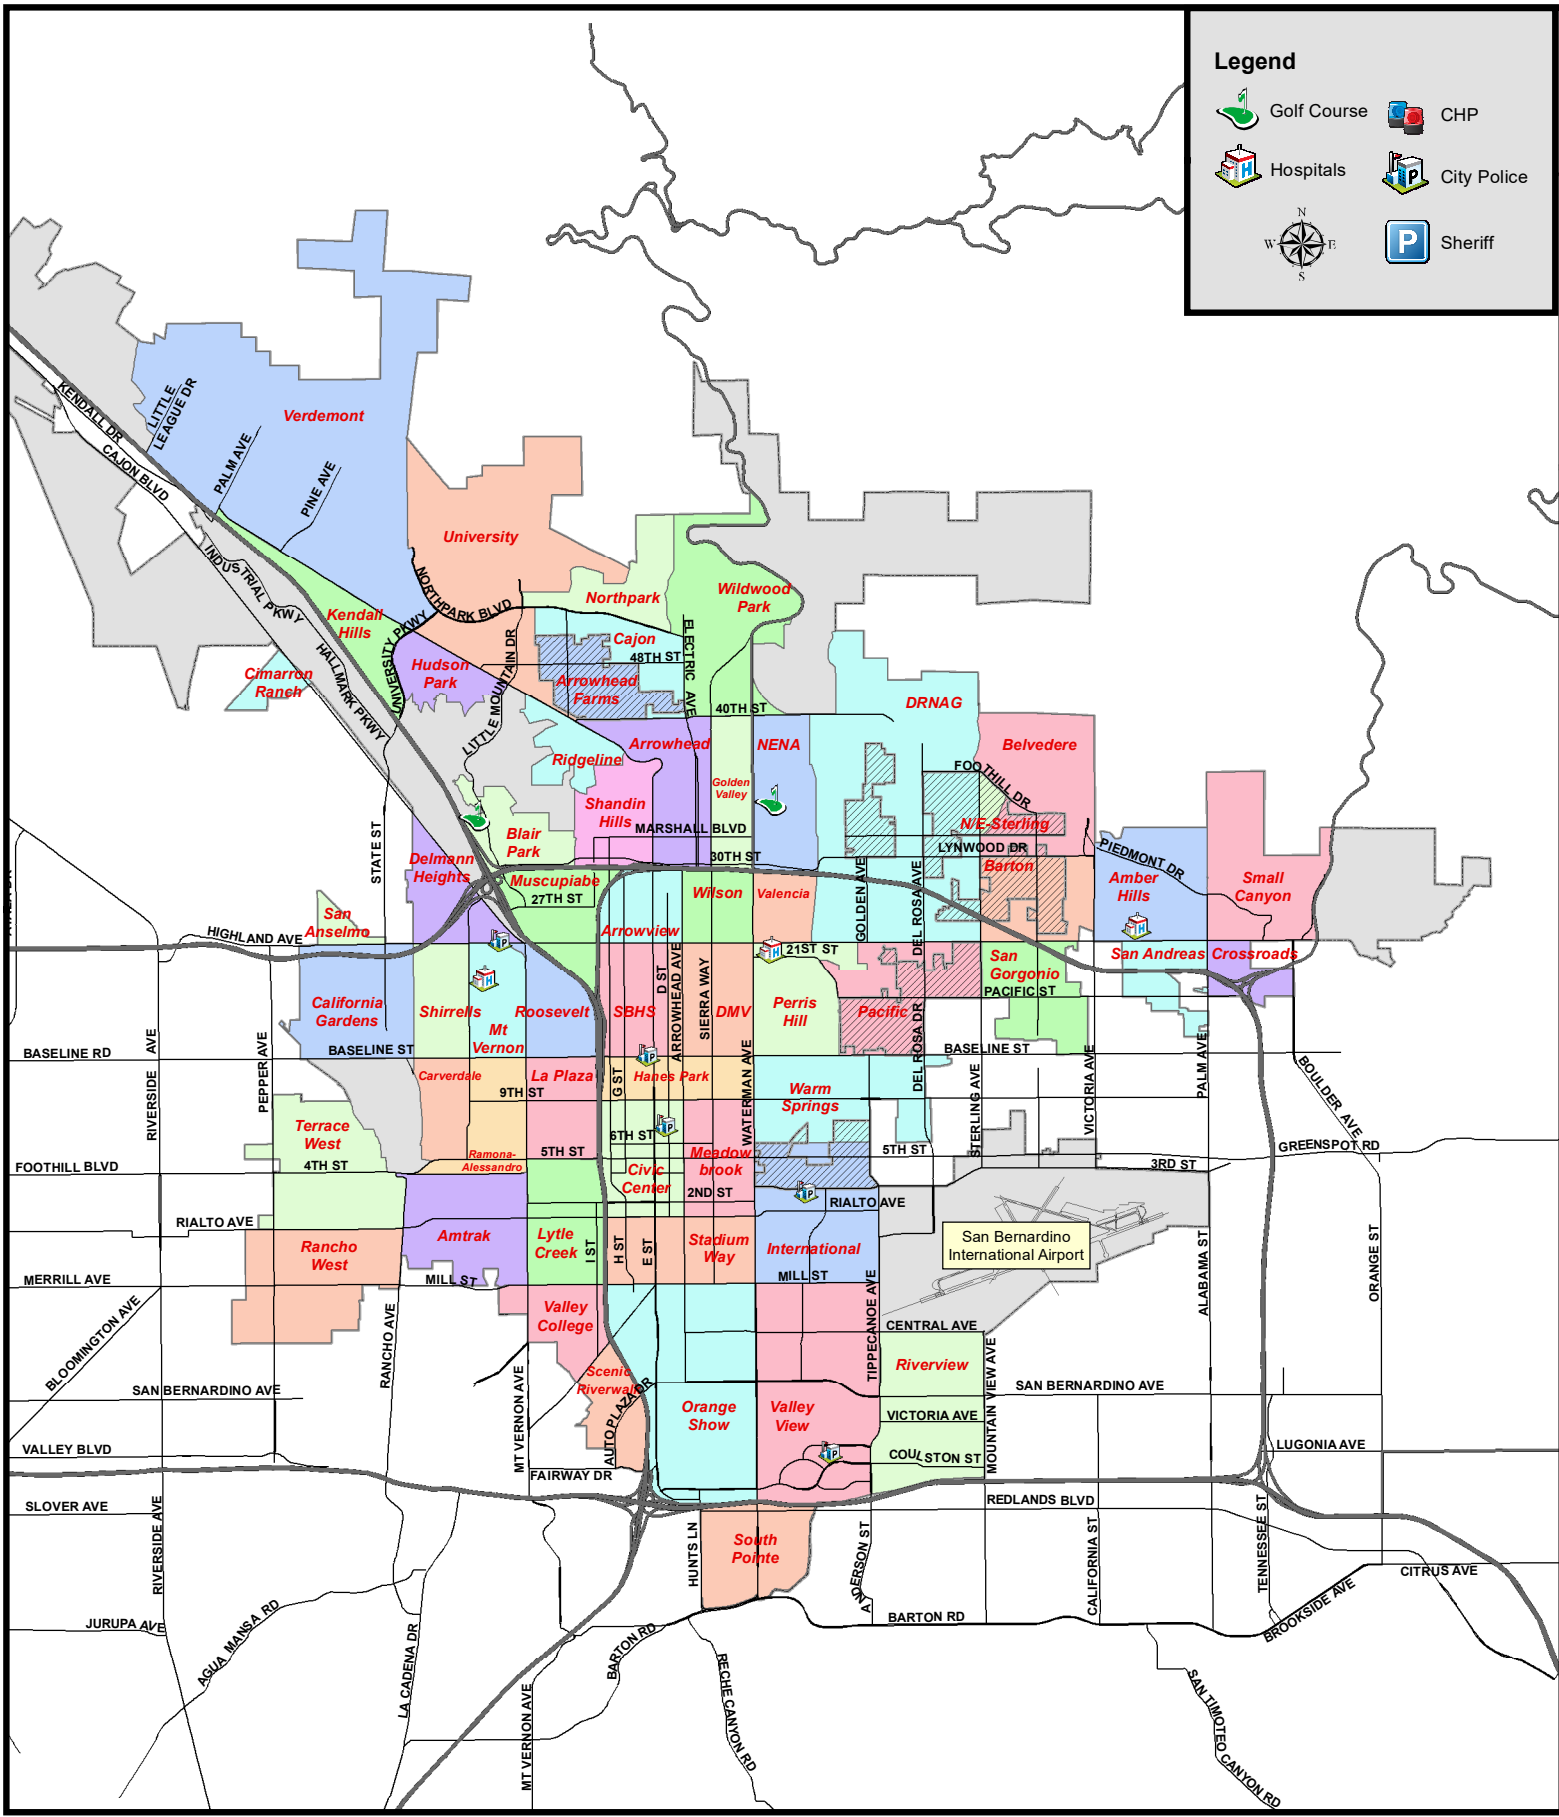 Legend
Golf Course
CHP
Hospitals
City Police
N
W
E
S
Sheriff
KENDALL DR
CAJON BLVD
LITTLE
LEAGUE DR
PALM AVE
PINE AVE
Verdemont
INDUSTRIAL PKWY
HALLMARK PKWY
University
NORTHPARK BLVD
UNIVERSITY PKWY
Kendall
Hills
Northpark
Wildwood
Park
Cimarron
Ranch
Hudson
Park
LITTLE MOUNTAIN DR
Cajon
48TH ST
Arrowhead
Farms
ELECTRIC AVE
40TH ST
DRNAG
Ridgeline
Arrowhead
NENA
Belvedere
Golden
Valley
FOOTHILL DR
Shandin
Hills
MARSHALL BLVD
N/E-Sterling
Blair
Park
STATE ST
30TH ST
LYNWOOD DR
PIEDMONT DR
Delmann
Heights
Muscupiabe
27TH ST
Wilson
Valencia
GOLDEN AVE
DEL ROSA AVE
Barton
Amber
Hills
Small
Canyon
San
Anselmo
HIGHLAND AVE
Arrowview
21ST ST
San
Gorgonio
San Andreas
Crossroads
PACIFIC ST
California
Gardens
Shirrells
Mt
Vernon
Roosevelt
SBHS
D ST
ARROWHEAD AVE
SIERRA WAY
DMV
Perris
Hill
Pacific
DEL ROSA DR
BASELINE RD
BASELINE ST
BASELINE ST
RIVERSIDE AVE
PEPPER AVE
Carverdale
9TH ST
La Plaza
G ST
Hanes Park
WATERMAN AVE
Warm
Springs
STERLING AVE
VICTORIA AVE
PALM AVE
BOULDER AVE
Terrace
West
6TH ST
5TH ST
5TH ST
GREENSPOT RD
FOOTHILL BLVD
4TH ST
Ramona-
Alessandro
Civic
Center
Meadow
brook
3RD ST
2ND ST
RIALTO AVE
RIALTO AVE
Rancho
West
Amtrak
Lytle
Creek
I ST
H ST
E ST
Stadium
Way
International
San Bernardino
International Airport
ALABAMA ST
ORANGE ST
MERRILL AVE
MILL ST
MILL ST
BLOOMINGTON AVE
RANCHO AVE
Valley
College
TIPPECANOE AVE
CENTRAL AVE
Riverview
MOUNTAIN VIEW AVE
SAN BERNARDINO AVE
SAN BERNARDINO AVE
MT VERNON AVE
Scenic
Riverwalk
AUTO PLAZA DR
Orange
Show
Valley
View
VICTORIA AVE
VALLEY BLVD
COULSTON ST
LUGONIA AVE
FAIRWAY DR
SLOVER AVE
REDLANDS BLVD
RIVERSIDE AVE
HUNTS LN
South
Pointe
ANDERSON ST
CALIFORNIA ST
TENNESSEE ST
CITRUS AVE
BROOKSIDE AVE
BARTON RD
JURUPA AVE
AGUA MANSA RD
LA CADENA DR
BARTON RD
MT VERNON AVE
RECHE CANYON RD
SAN TIMOTEO CANYON RD